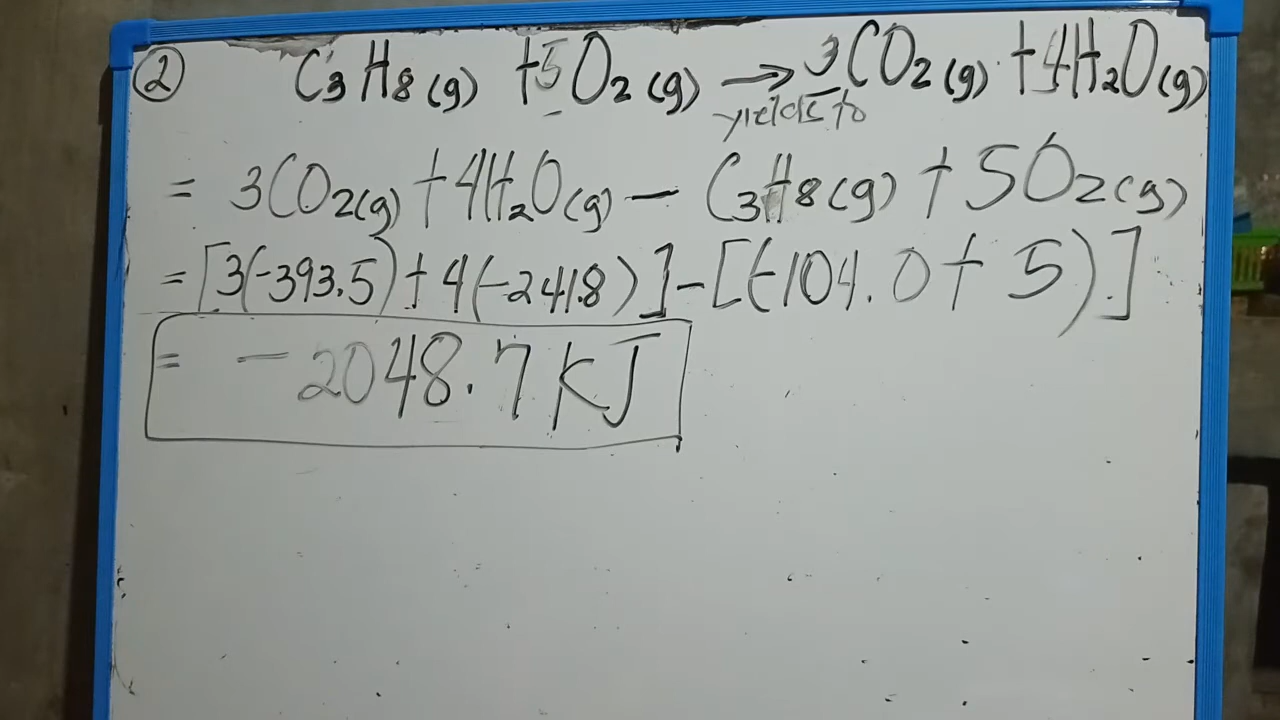 ② C₃H₈(g) +5O₂(g) → 3CO₂(g) +4H₂O(g)
yields to
= 3CO₂(g) + 4H₂O(g) – C₃H₈(g) + 5O₂(g)
= [3(-393.5) + 4(-241.8)] – [(-104.0 + 5)]
= – 2048.7 kJ